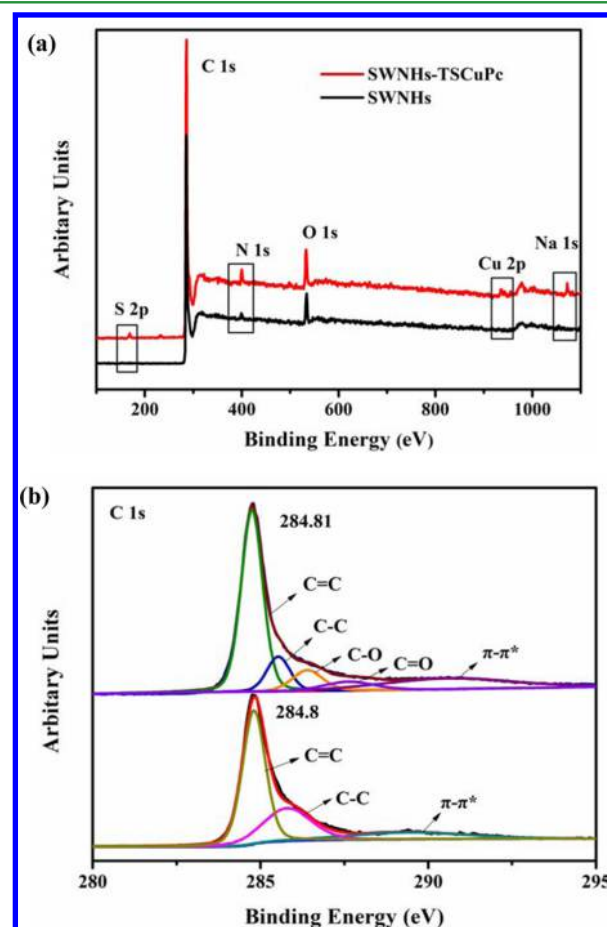 (a)
C 1s
SWNHs-TSCuPc
SWNHs
Arbitary Units
N 1s
O 1s
Cu 2p
Na 1s
S 2p
200
400
600
800
1000
Binding Energy (eV)
(b)
C 1s
284.81
C=C
C-C
C-O
C=O
π-π*
Arbitary Units
284.8
C=C
C-C
π-π*
280
285
290
295
Binding Energy (eV)